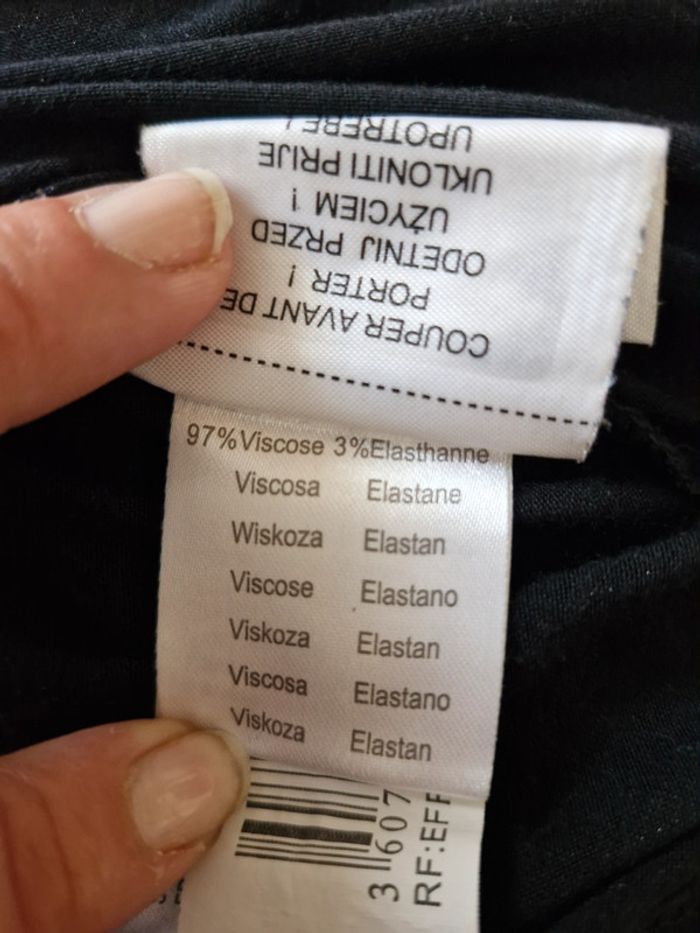 COUPER AVANT DE
PORTER !
ODETNIJ PRZED
UŻYCIEM !
UKLONITI PRIJE
UPOTREBE !
97%Viscose 3%Elasthanne
Viscosa Elastane
Wiskoza Elastan
Viscose Elastano
Viskoza Elastan
Viscosa Elastano
Viskoza Elastan
3 607
RF:EFF